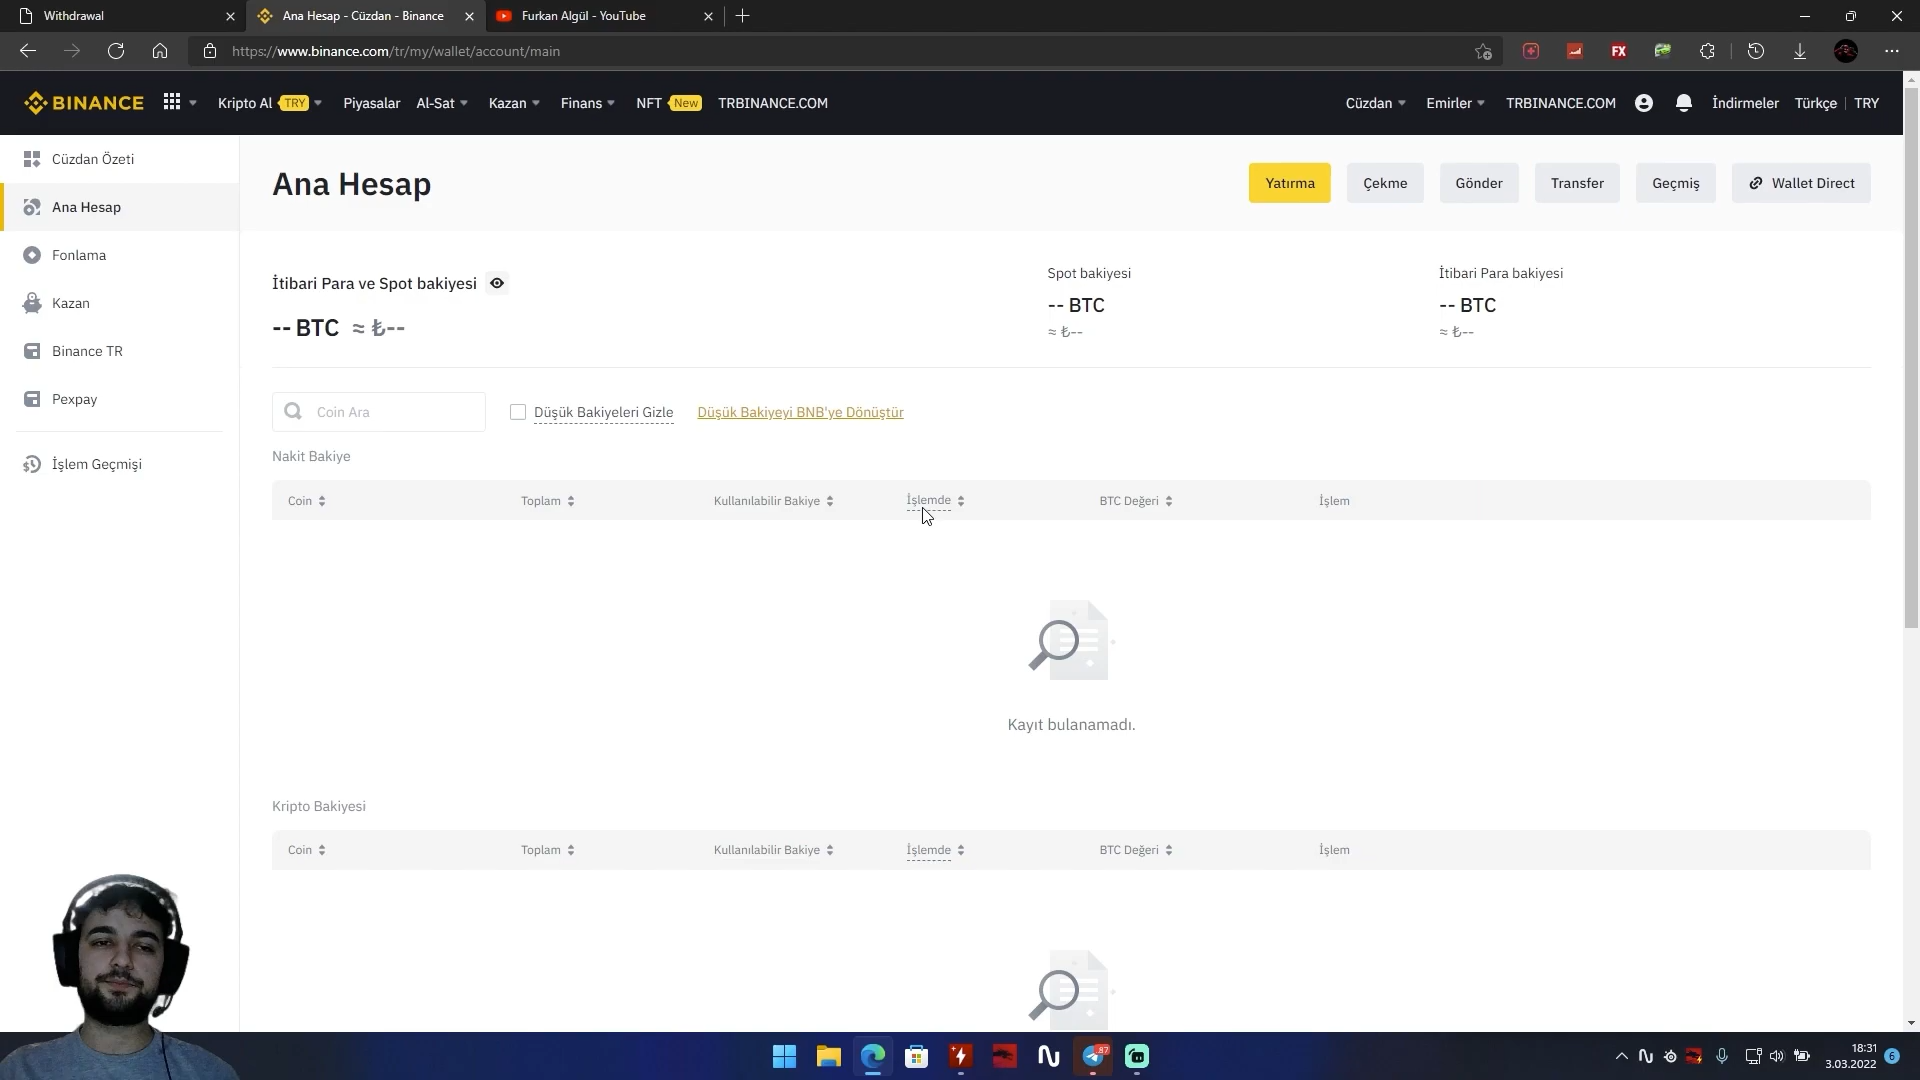 Withdrawal
Ana Hesap - Cüzdan - Binance
Furkan Algül - YouTube
https://www.binance.com/tr/my/wallet/account/main
FX
BINANCE
Kripto Al TRY
Piyasalar
Al-Sat
Kazan
Finans
NFT New
TRBINANCE.COM
Cüzdan
Emirler
TRBINANCE.COM
İndirmeler
Türkçe
TRY
Cüzdan Özeti
Ana Hesap
Fonlama
Kazan
Binance TR
Pexpay
İşlem Geçmişi
Ana Hesap
Yatırma
Çekme
Gönder
Transfer
Geçmiş
Wallet Direct
İtibari Para ve Spot bakiyesi
-- BTC ≈ ₺--
Spot bakiyesi
-- BTC
≈ ₺--
İtibari Para bakiyesi
-- BTC
≈ ₺--
Coin Ara
Düşük Bakiyeleri Gizle
Düşük Bakiyeyi BNB'ye Dönüştür
Nakit Bakiye
Coin
Toplam
Kullanılabilir Bakiye
İşlemde
BTC Değeri
İşlem
Kayıt bulanamadı.
Kripto Bakiyesi
Coin
Toplam
Kullanılabilir Bakiye
İşlemde
BTC Değeri
İşlem
87
18:31
3.03.2022
6